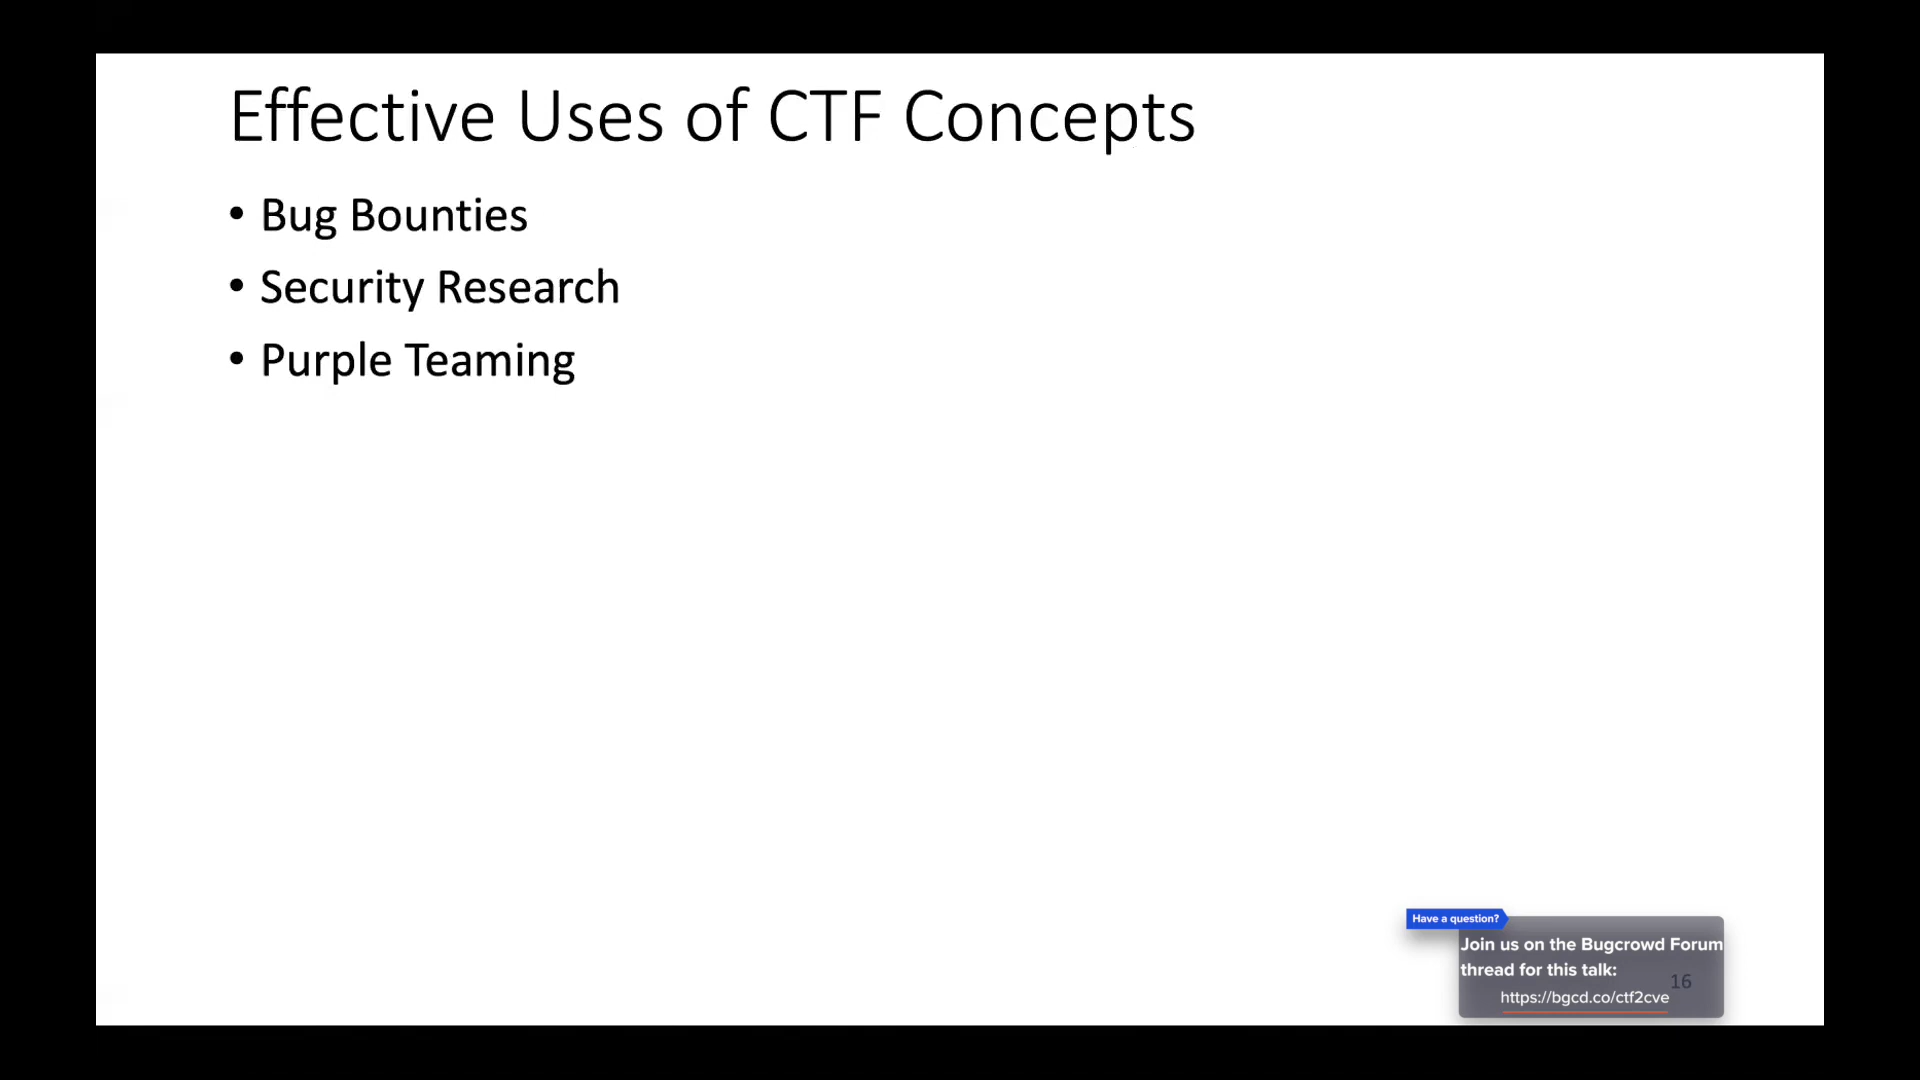 Effective Uses of CTF Concepts
• Bug Bounties
• Security Research
• Purple Teaming
Have a question?
Join us on the Bugcrowd Forum
thread for this talk:
16
https://bgcd.co/ctf2cve